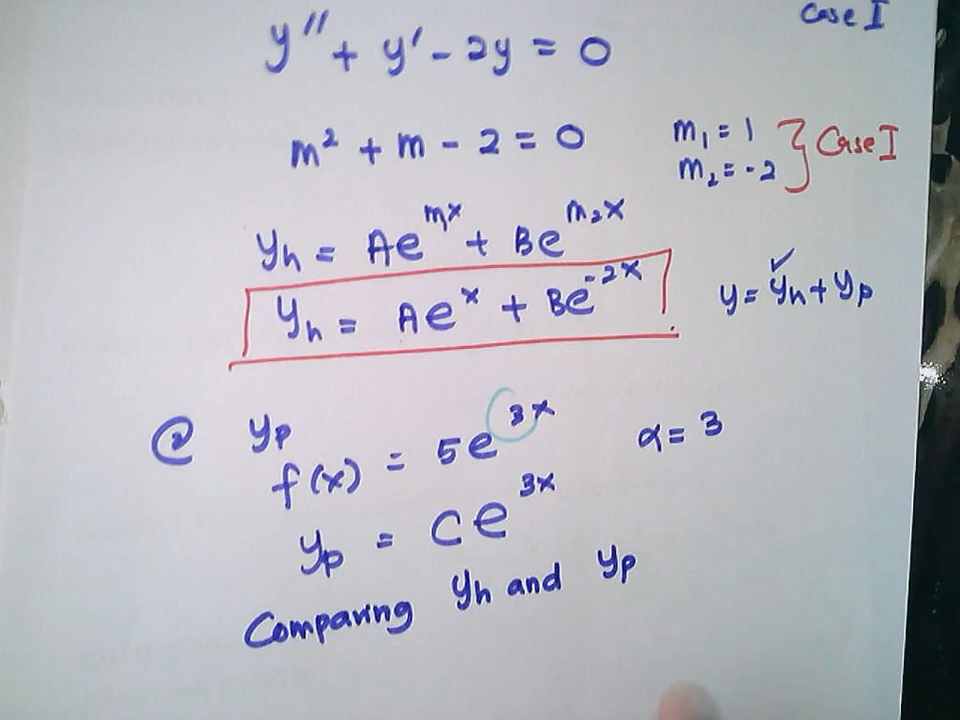 Case I
y'' + y' - 2y = 0
m² + m - 2 = 0
m₁ = 1
m₂ = -2
} Case I
yh = Ae^mx + Be^m₂x
yh = Ae^x + Be^-2x
y = yh + yp
@ yp
f(x) = 5e^3x
α = 3
yp = Ce^3x
Comparing yh and yp